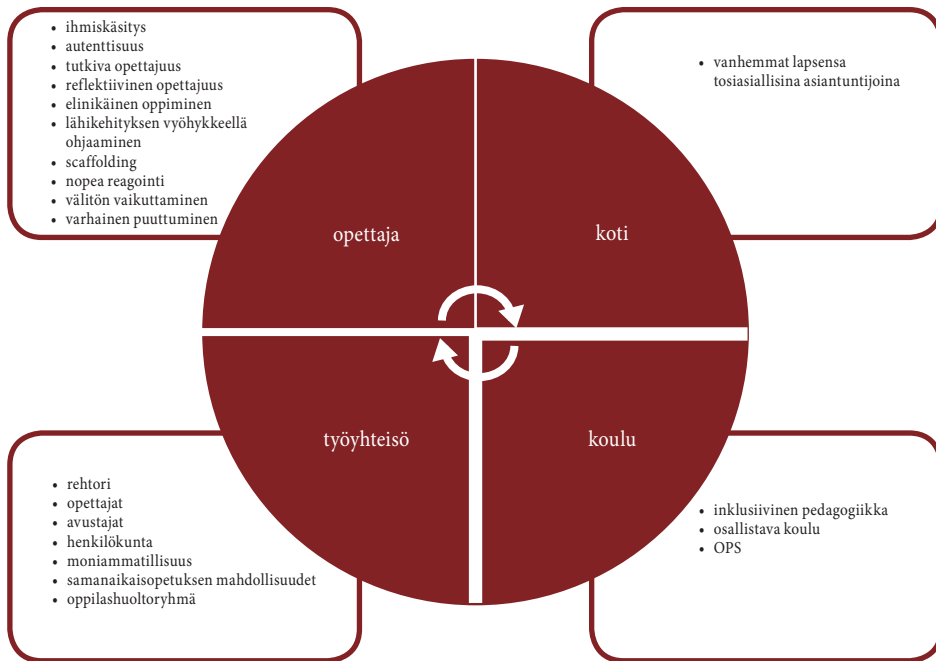 • ihmiskäsitys
• autenttisuus
• tutkiva opettajuus
• reflektiivinen opettajuus
• elinikäinen oppiminen
• lähikehityksen vyöhykkeellä
ohjaaminen
• scaffolding
• nopea reagointi
• välitön vaikuttaminen
• varhainen puuttuminen
• vanhemmat lapsensa
tosiasiallisina asiantuntijoina
opettaja
koti
työyhteisö
koulu
• rehtori
• opettajat
• avustajat
• henkilökunta
• moniammatillisuus
• samanaikaisopetuksen mahdollisuudet
• oppilashuoltoryhmä
• inklusiivinen pedagogiikka
• osallistava koulu
• OPS